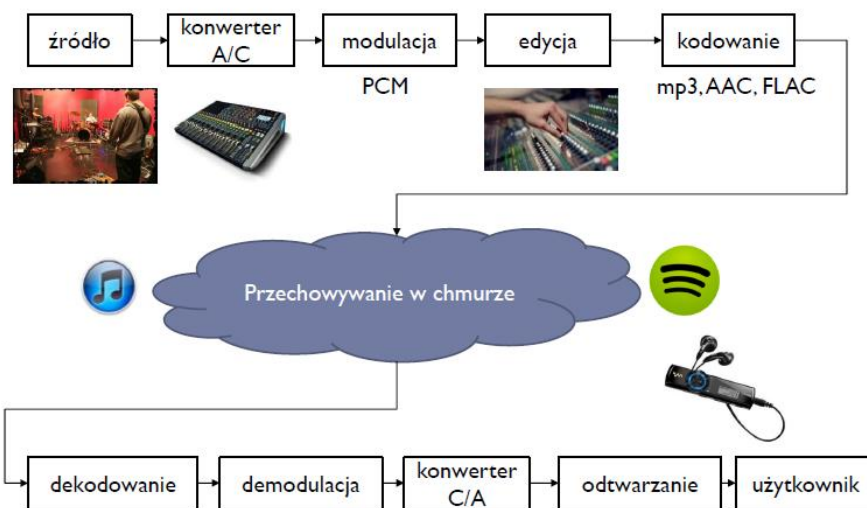 źródło
konwerter
A/C
modulacja
edycja
kodowanie
PCM
mp3, AAC, FLAC
Przechowywanie w chmurze
dekodowanie
demodulacja
konwerter
C/A
odtwarzanie
użytkownik